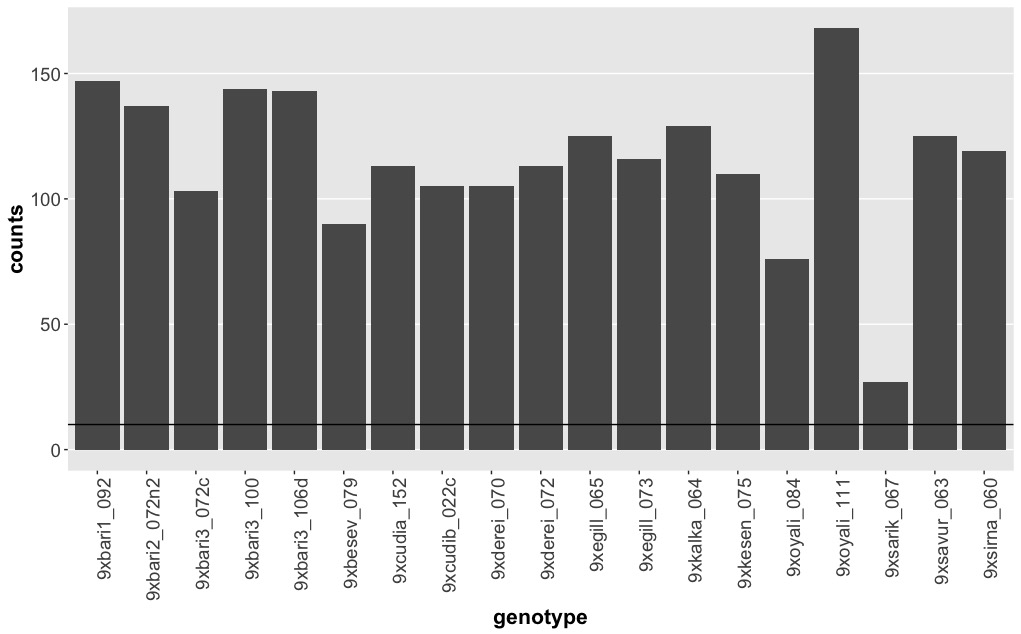 150
100
50
0
counts
9xbari1_092
9xbari2_072n2
9xbari3_072c
9xbari3_100
9xbari3_106d
9xbesev_079
9xcudia_152
9xcudib_022c
9xderei_070
9xderei_072
9xegill_065
9xegill_073
9xkalka_064
9xkesen_075
9xoyali_084
9xoyali_111
9xsarik_067
9xsavur_063
9xsirna_060
genotype